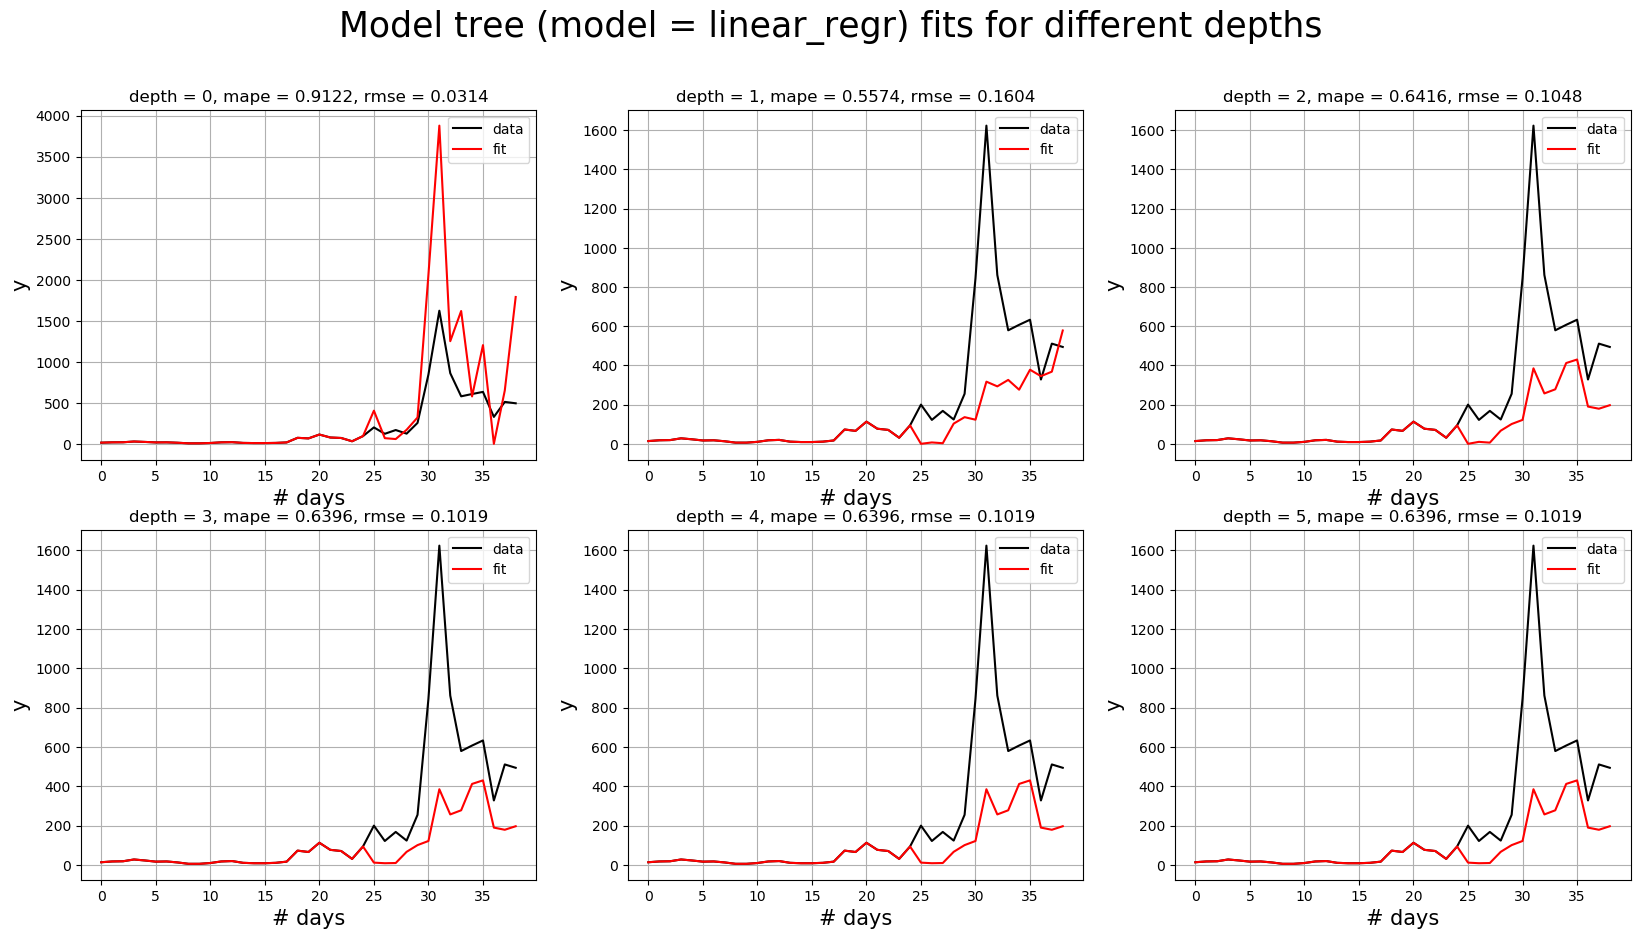 Model tree (model = linear_regr) fits for different depths
depth = 0, mape = 0.9122, rmse = 0.0314
4000
3500
3000
2500
2000
1500
1000
500
0
y
data
fit
0 5 10 15 20 25 30 35
# days
depth = 1, mape = 0.5574, rmse = 0.1604
1600
1400
1200
1000
800
600
400
200
0
y
data
fit
0 5 10 15 20 25 30 35
# days
depth = 2, mape = 0.6416, rmse = 0.1048
1600
1400
1200
1000
800
600
400
200
0
y
data
fit
0 5 10 15 20 25 30 35
# days
depth = 3, mape = 0.6396, rmse = 0.1019
1600
1400
1200
1000
800
600
400
200
0
y
data
fit
0 5 10 15 20 25 30 35
# days
depth = 4, mape = 0.6396, rmse = 0.1019
1600
1400
1200
1000
800
600
400
200
0
y
data
fit
0 5 10 15 20 25 30 35
# days
depth = 5, mape = 0.6396, rmse = 0.1019
1600
1400
1200
1000
800
600
400
200
0
y
data
fit
0 5 10 15 20 25 30 35
# days